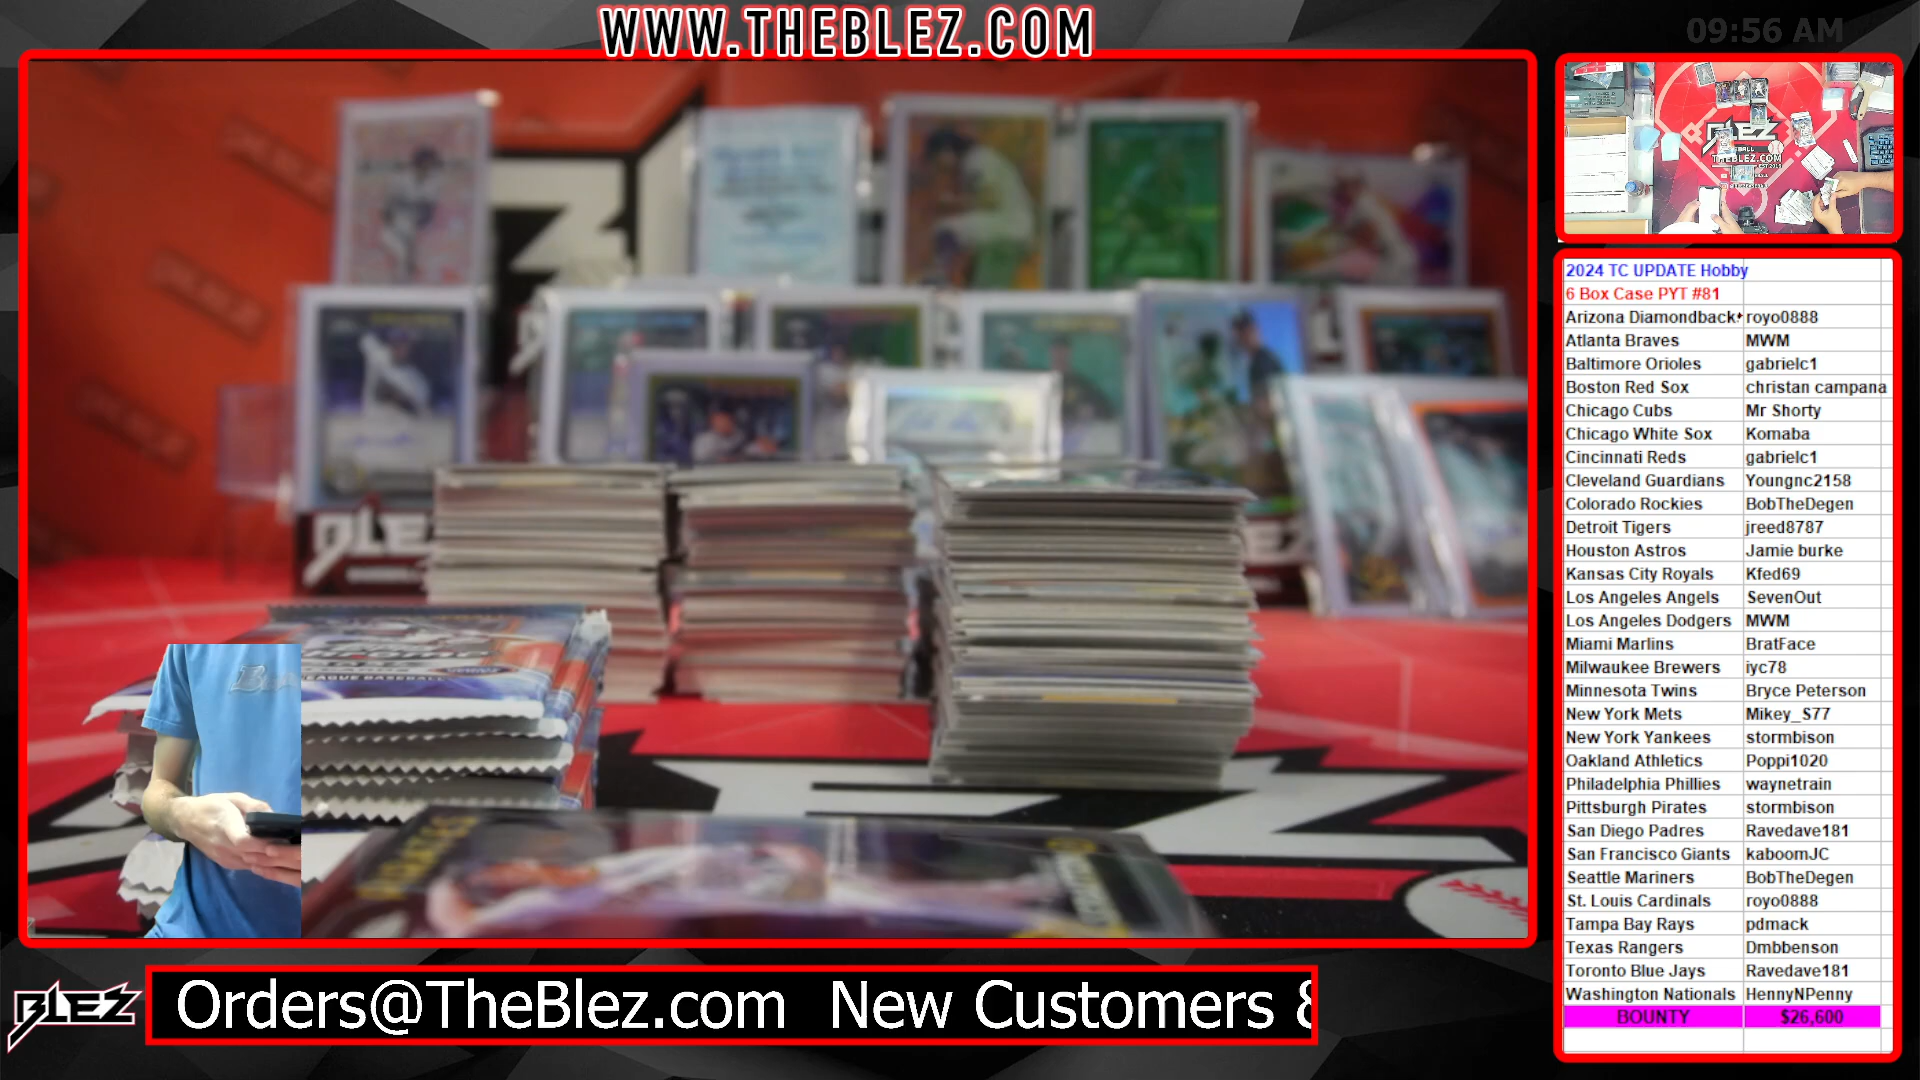 WWW.THEBLEZ.COM
09:56 AM
BLEZ
THEBLEZ.COM
2024 TC UPDATE Hobby
6 Box Case PYT #81
Arizona Diamondback royo0888
Atlanta Braves MWM
Baltimore Orioles gabrielc1
Boston Red Sox christan campana
Chicago Cubs Mr Shorty
Chicago White Sox Komaba
Cincinnati Reds gabrielc1
Cleveland Guardians Youngnc2158
Colorado Rockies BobTheDegen
Detroit Tigers jreed8787
Houston Astros Jamie burke
Kansas City Royals Kfed69
Los Angeles Angels SevenOut
Los Angeles Dodgers MWM
Miami Marlins BratFace
Milwaukee Brewers iyc78
Minnesota Twins Bryce Peterson
New York Mets Mikey_S77
New York Yankees stormbison
Oakland Athletics Poppi1020
Philadelphia Phillies waynetrain
Pittsburgh Pirates stormbison
San Diego Padres Ravedave181
San Francisco Giants kaboomJC
Seattle Mariners BobTheDegen
St. Louis Cardinals royo0888
Tampa Bay Rays pdmack
Texas Rangers Dmbbenson
Toronto Blue Jays Ravedave181
Washington Nationals HennyNPenny
BOUNTY $26,600
BLEZ
Orders@TheBlez.com New Customers &